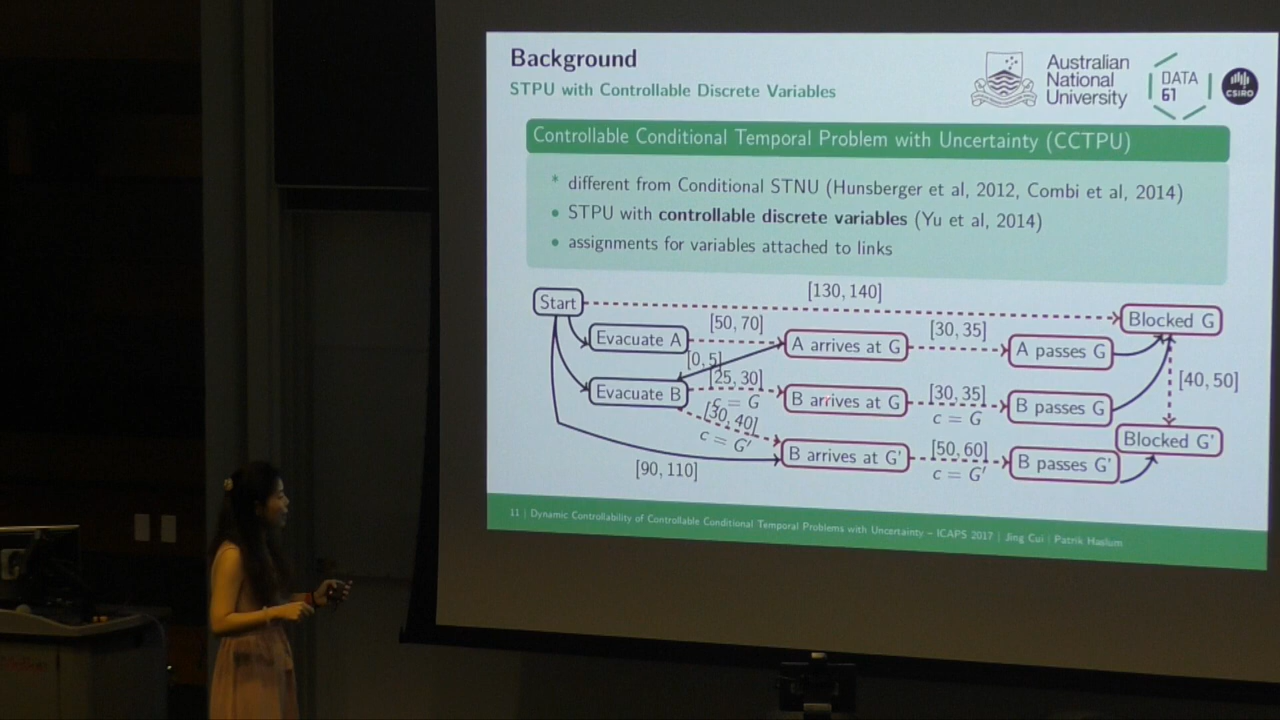 Background
STPU with Controllable Discrete Variables
Australian
National
University
DATA
61
CSIRO
Controllable Conditional Temporal Problem with Uncertainty (CCTPU)
* different from Conditional STNU (Hunsberger et al, 2012, Combi et al, 2014)
• STPU with controllable discrete variables (Yu et al, 2014)
• assignments for variables attached to links
[130, 140]
Start
Blocked G
[50, 70]
[30, 35]
Evacuate A
A arrives at G
A passes G
[0, 5]
[25, 30]
[30, 35]
[40, 50]
Evacuate B
c = G
B arrives at G
c = G
B passes G
[30, 40]
c = G'
Blocked G'
B arrives at G'
[50, 60]
c = G'
B passes G'
[90, 110]
11 | Dynamic Controllability of Controllable Conditional Temporal Problems with Uncertainty – ICAPS 2017 | Jing Cui | Patrik Haslum